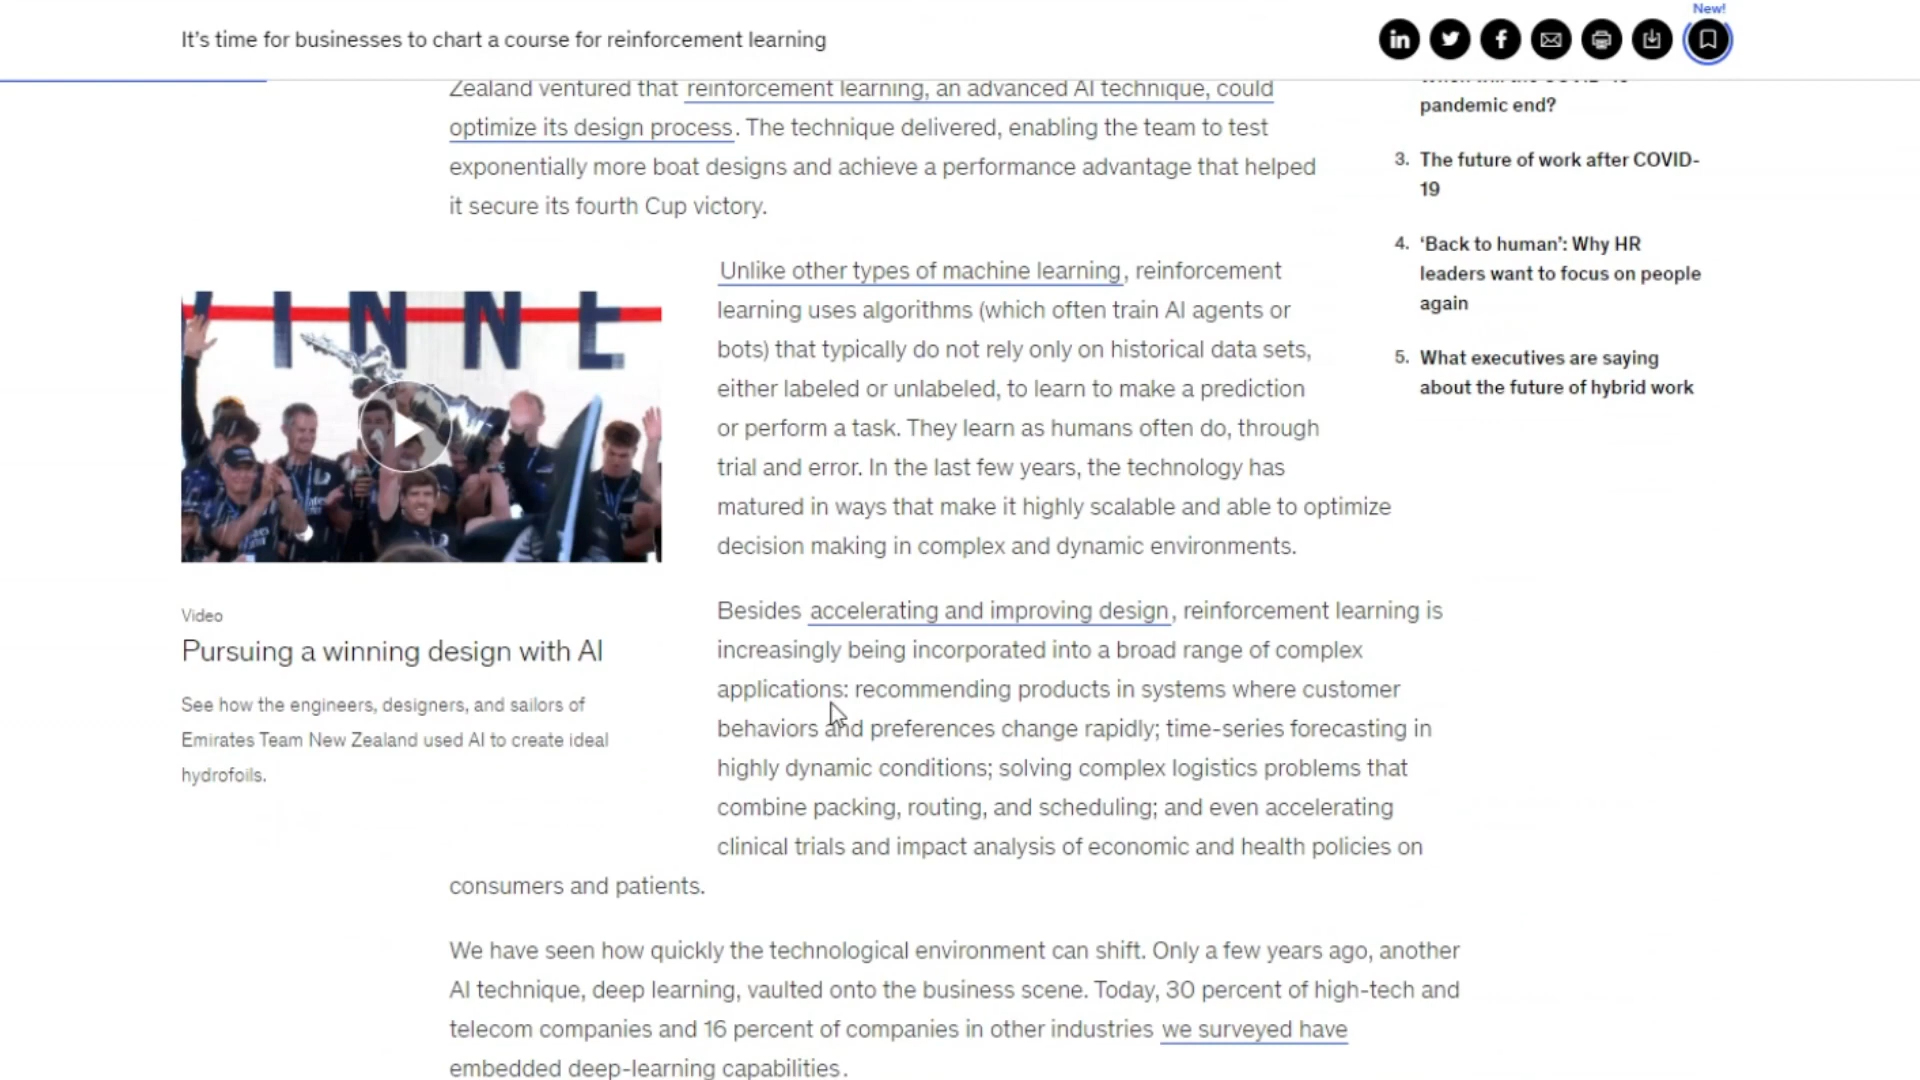 New!
It's time for businesses to chart a course for reinforcement learning
Zealand ventured that reinforcement learning, an advanced AI technique, could
optimize its design process. The technique delivered, enabling the team to test
exponentially more boat designs and achieve a performance advantage that helped
it secure its fourth Cup victory.
Unlike other types of machine learning, reinforcement
learning uses algorithms (which often train AI agents or
bots) that typically do not rely only on historical data sets,
either labeled or unlabeled, to learn to make a prediction
or perform a task. They learn as humans often do, through
trial and error. In the last few years, the technology has
matured in ways that make it highly scalable and able to optimize
decision making in complex and dynamic environments.
Video
Pursuing a winning design with AI
See how the engineers, designers, and sailors of
Emirates Team New Zealand used AI to create ideal
hydrofoils.
Besides accelerating and improving design, reinforcement learning is
increasingly being incorporated into a broad range of complex
applications: recommending products in systems where customer
behaviors and preferences change rapidly; time-series forecasting in
highly dynamic conditions; solving complex logistics problems that
combine packing, routing, and scheduling; and even accelerating
clinical trials and impact analysis of economic and health policies on
consumers and patients.
We have seen how quickly the technological environment can shift. Only a few years ago, another
AI technique, deep learning, vaulted onto the business scene. Today, 30 percent of high-tech and
telecom companies and 16 percent of companies in other industries we surveyed have
embedded deep-learning capabilities.
pandemic end?
3. The future of work after COVID-
19
4. ‘Back to human’: Why HR
leaders want to focus on people
again
5. What executives are saying
about the future of hybrid work